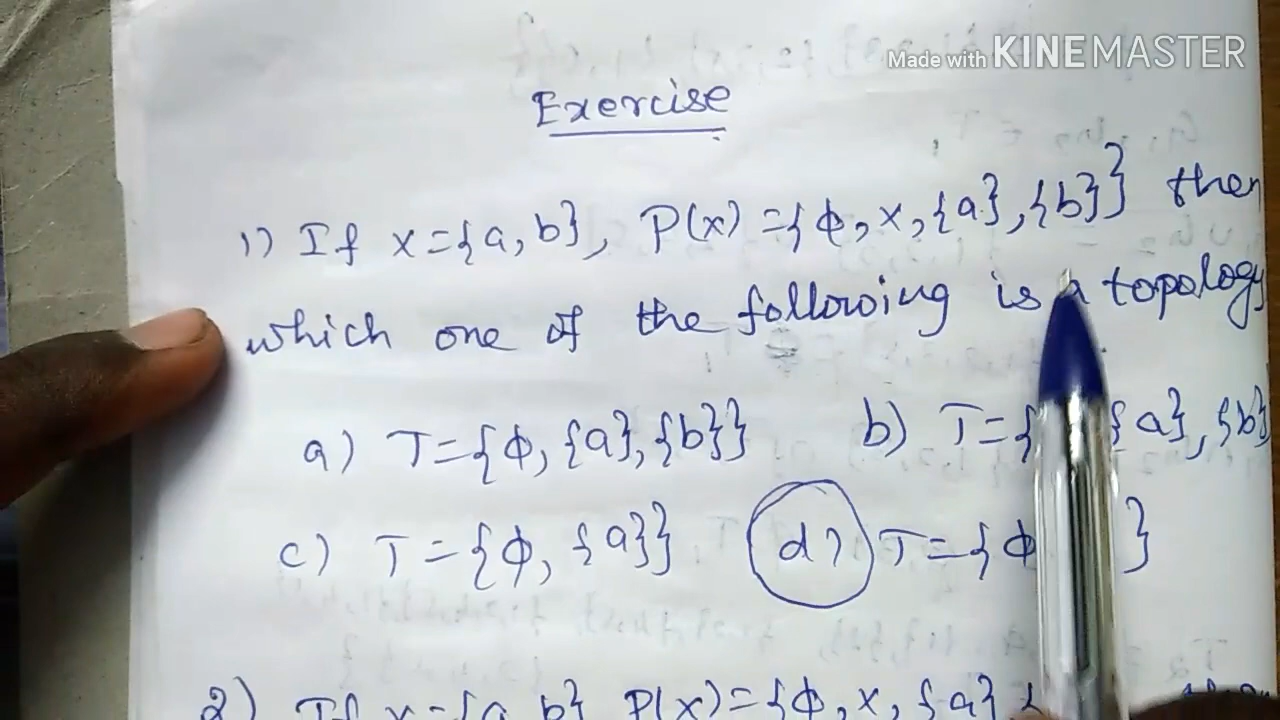 Made with KINEMASTER
Exercise
1) If x={a, b}, P(x) ={ϕ, x, {a}, {b}} then
which one of the following is a topology
a) T={ϕ, {a}, {b}} b) T={ {a}, {b}
c) T={ϕ, {a}} d) T={ϕ }
2) If x={a, b} P(x)={ϕ, x, {a} {